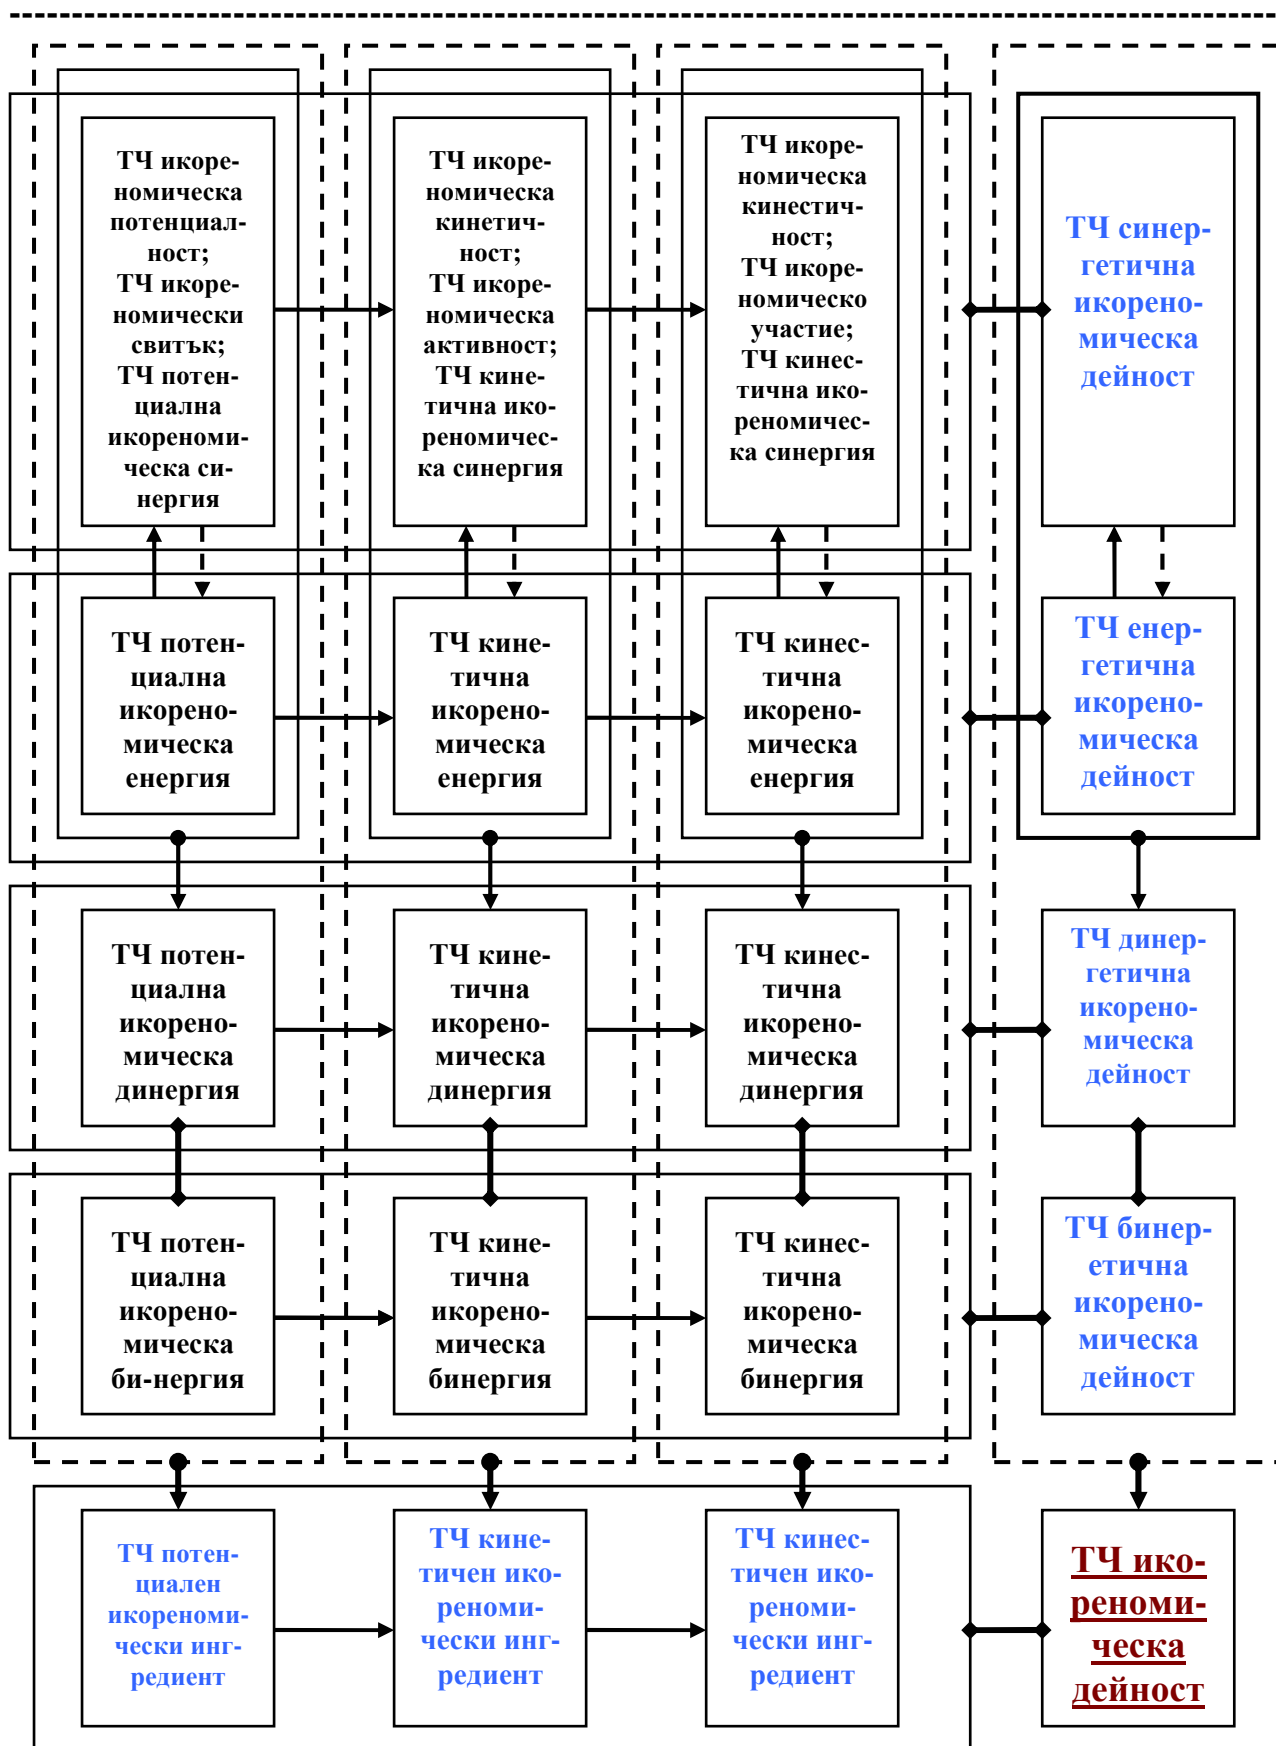 ТЧ икоре-
номическа
потенциал-
ност;
ТЧ икоре-
номически
свитък;
ТЧ потен-
циална
икореноми-
ческа си-
нергия
ТЧ икоре-
номическа
кинетич-
ност;
ТЧ икоре-
номическа
активност;
ТЧ кине-
тична ико-
реномичес-
ка синергия
ТЧ икоре-
номическа
кинестич-
ност;
ТЧ икоре-
номическо
участие;
ТЧ кинес-
тична ико-
реномичес-
ка синергия
ТЧ синер-
гетична
икорено-
мическа
дейност
ТЧ потен-
циална
икорено-
мическа
енергия
ТЧ кине-
тична
икорено-
мическа
енергия
ТЧ кинес-
тична
икорено-
мическа
енергия
ТЧ енер-
гетична
икорено-
мическа
дейност
ТЧ потен-
циална
икорено-
мическа
динергия
ТЧ кине-
тична
икорено-
мическа
динергия
ТЧ кинес-
тична
икорено-
мическа
динергия
ТЧ динер-
гетична
икорено-
мическа
дейност
ТЧ потен-
циална
икорено-
мическа
би-нергия
ТЧ кине-
тична
икорено-
мическа
бинергия
ТЧ кинес-
тична
икорено-
мическа
бинергия
ТЧ бинер-
етична
икорено-
мическа
дейност
ТЧ потен-
циален
икореноми-
чески инг-
редиент
ТЧ кине-
тичен ико-
реноми-
чески инг-
редиент
ТЧ кинес-
тичен ико-
реноми-
чески инг-
редиент
ТЧ ико-
реноми-
ческа
дейност